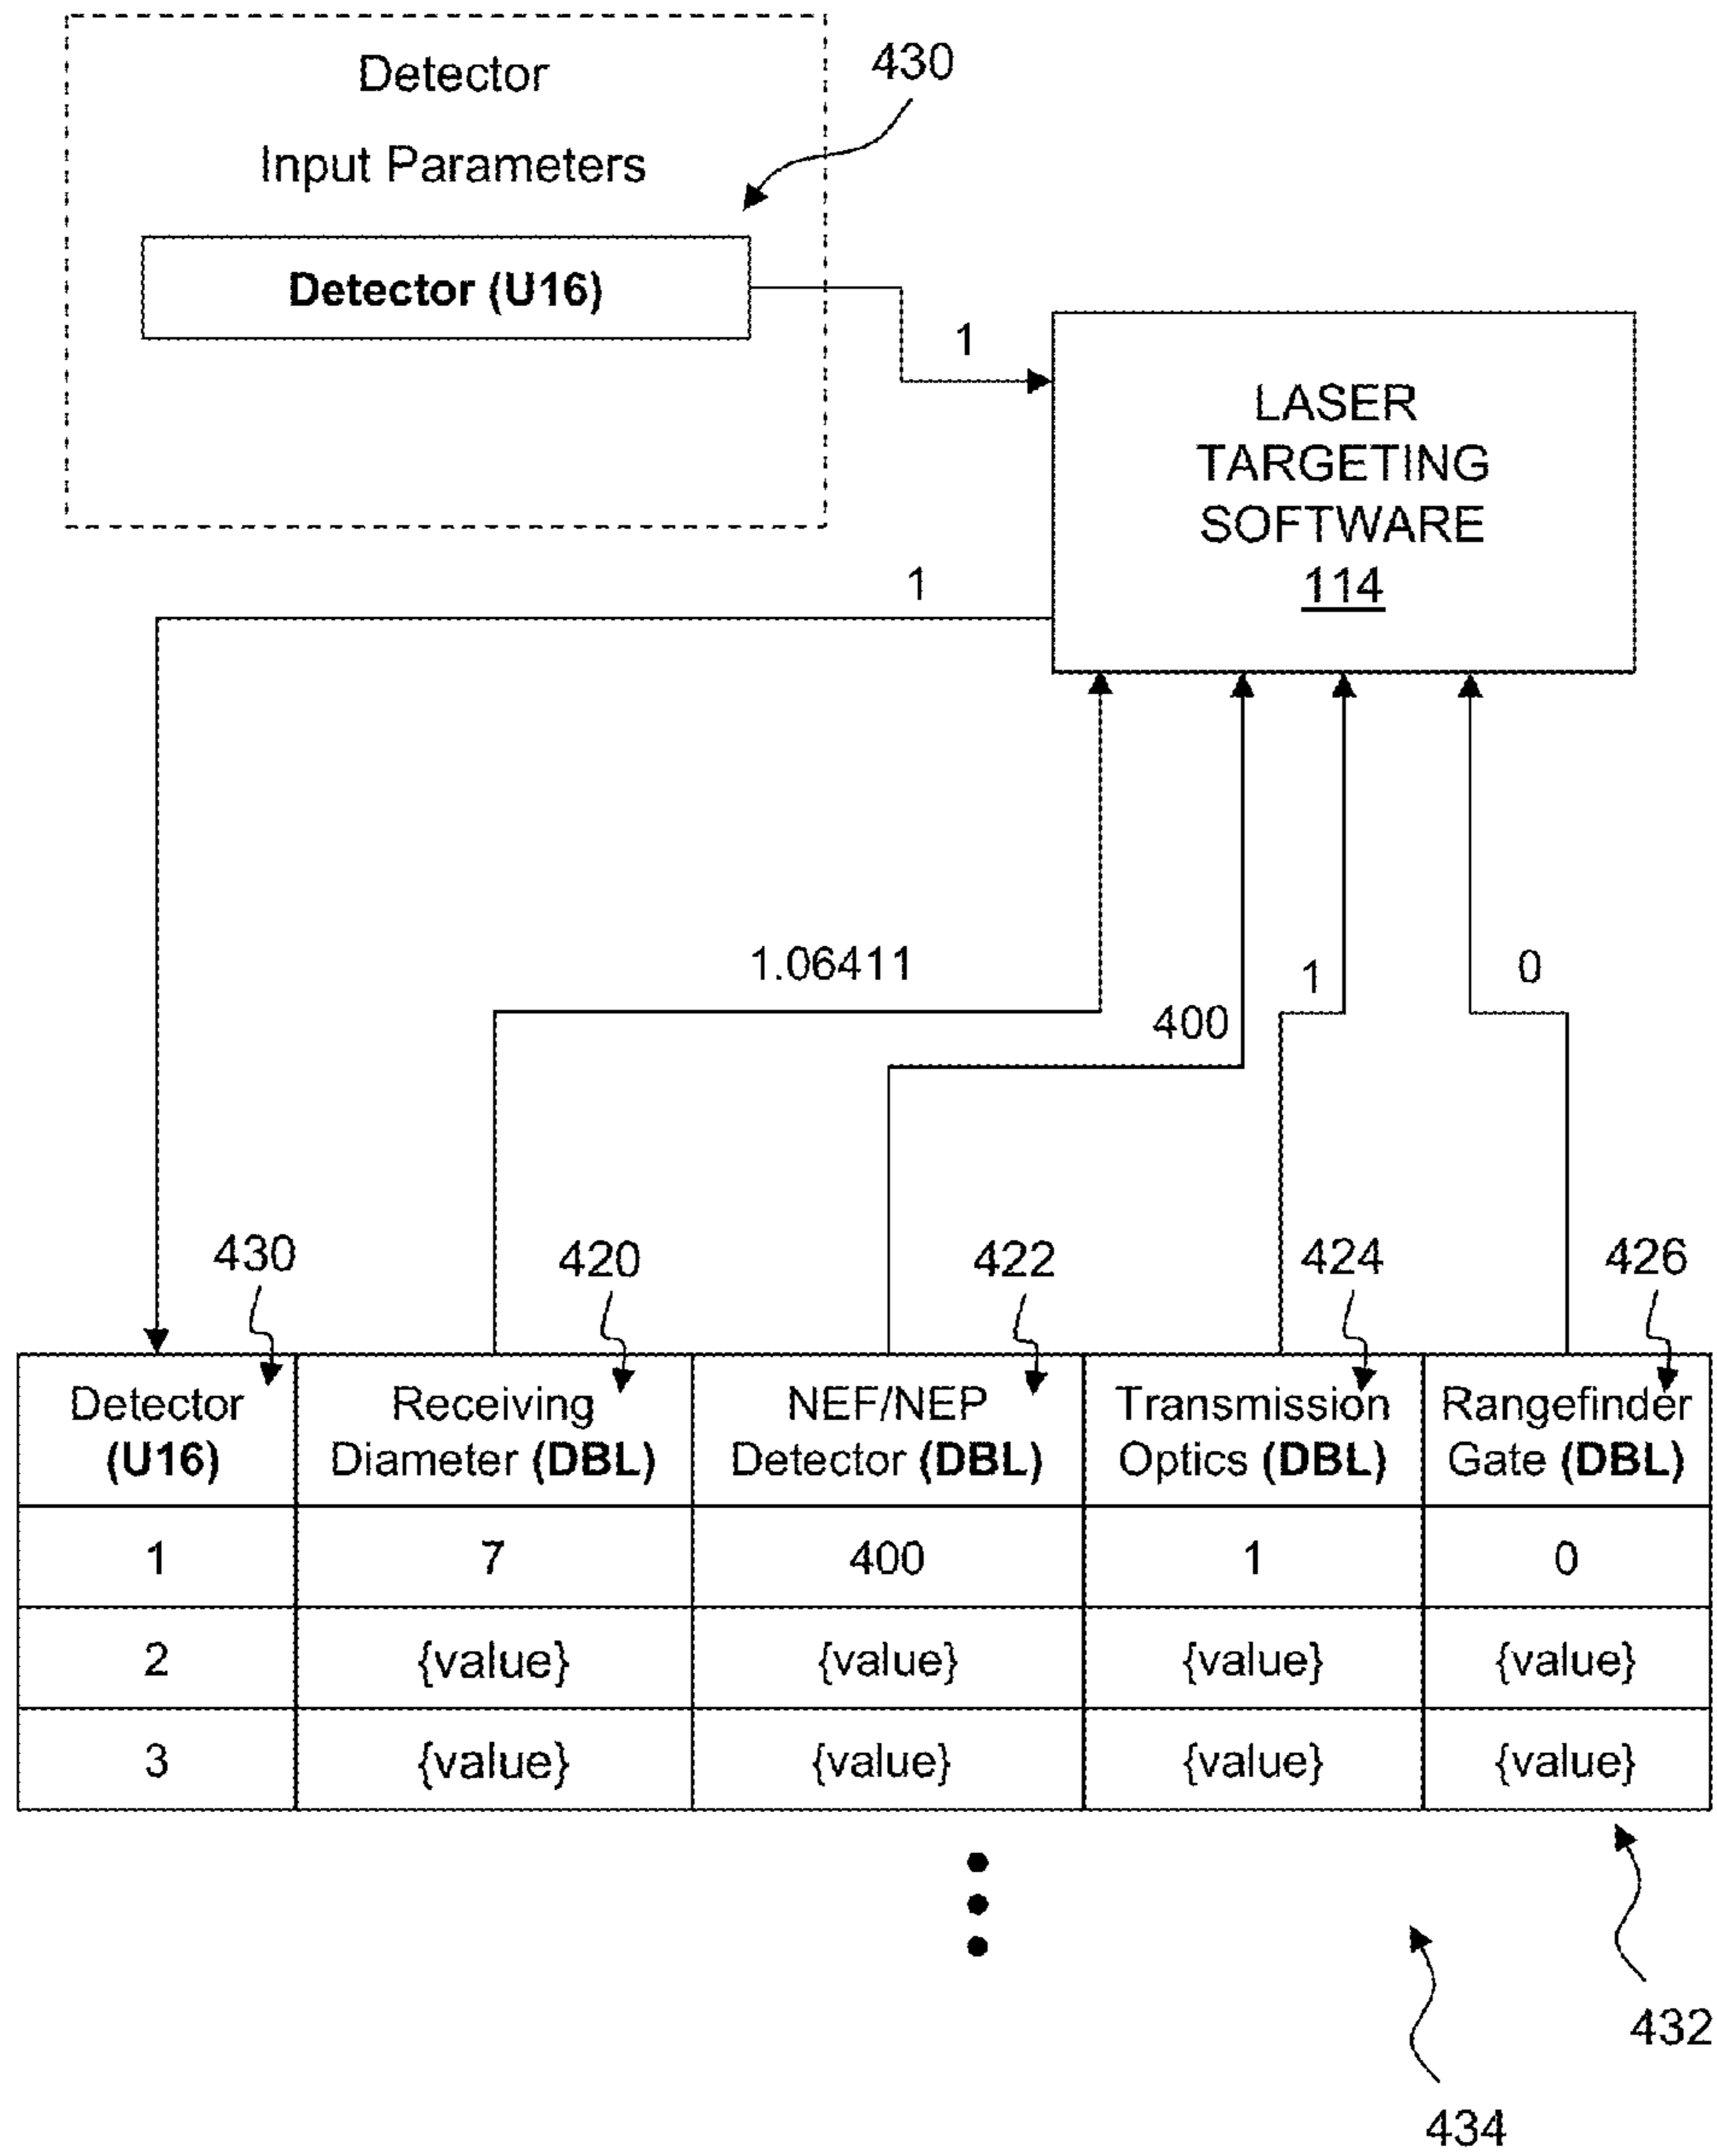 Detector
Input Parameters
430
Detector (U16)
1
LASER
TARGETING
SOFTWARE
114
1
1.06411
400
1
0
430
420
422
424
426
Detector
(U16)
Receiving
Diameter (DBL)
NEF/NEP
Detector (DBL)
Transmission
Optics (DBL)
Rangefinder
Gate (DBL)
1
7
400
1
0
2
{value}
{value}
{value}
{value}
3
{value}
{value}
{value}
{value}
432
434